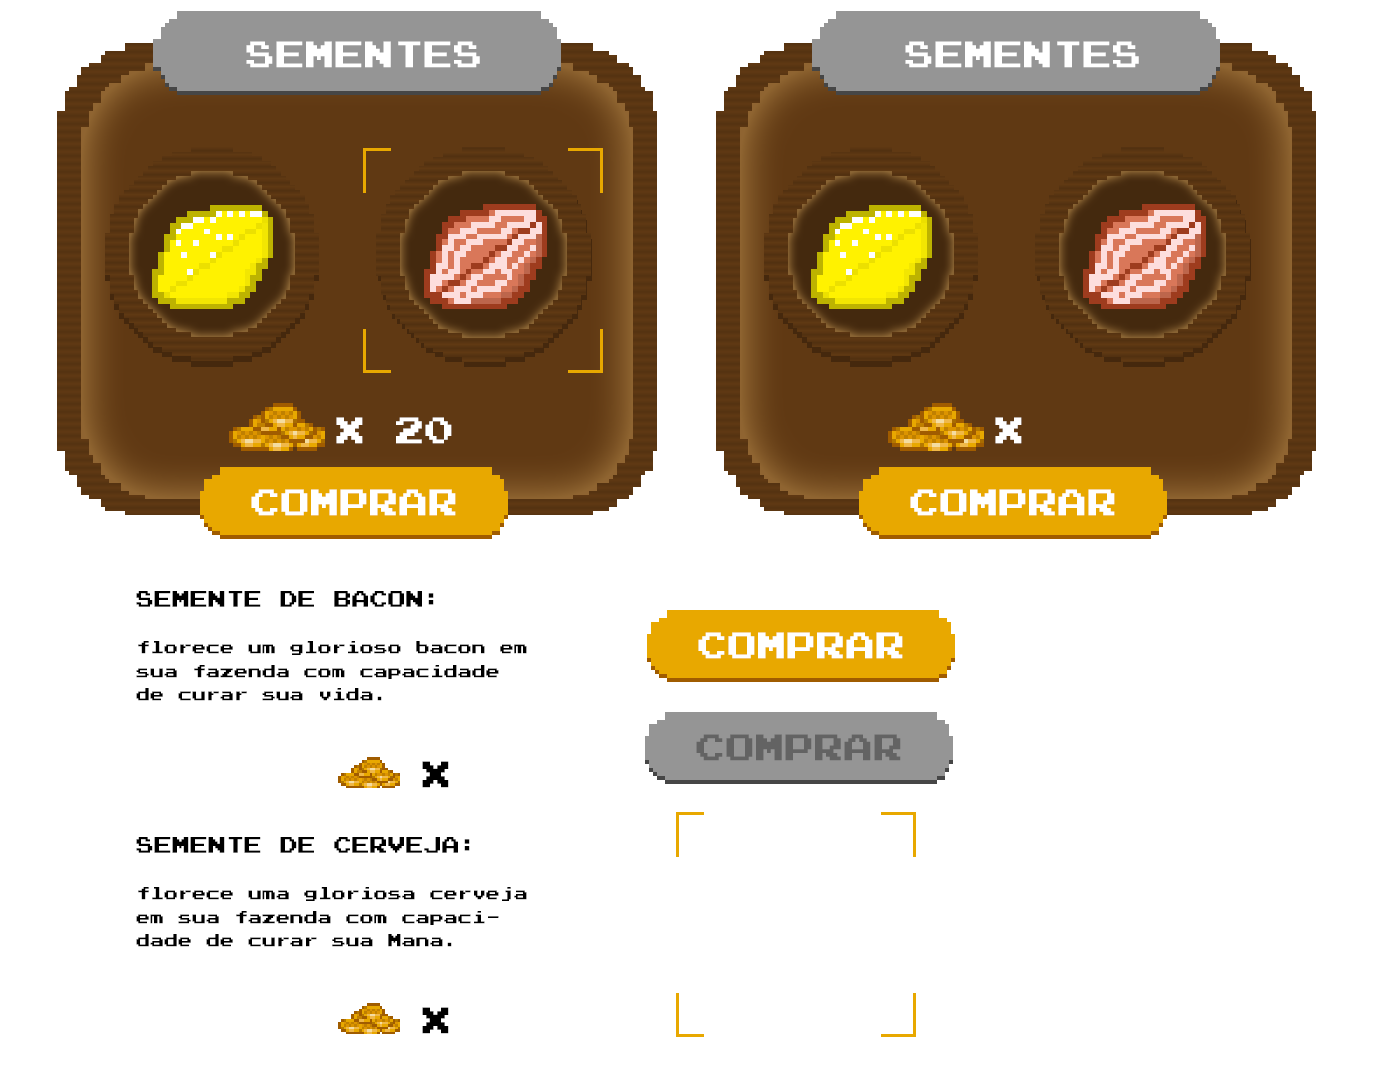 SEMENTES
X 20
COMPRAR
SEMENTES
X
COMPRAR
SEMENTE DE BACON:
florece um glorioso bacon em
sua fazenda com capacidade
de curar sua vida.
X
SEMENTE DE CERVEJA:
florece uma gloriosa cerveja
em sua fazenda com capaci-
dade de curar sua Mana.
X
COMPRAR
COMPRAR